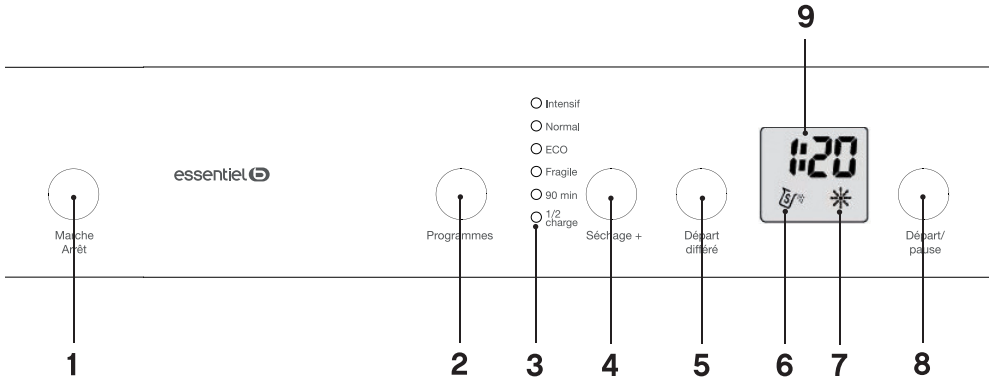 9
Intensif
Normal
ECO
Fragile
90 min
1/2
charge
essentiel b
1:20
S
Marche
Arrêt
Programmes
Séchage +
Départ
différé
Départ/
pause
1
2
3
4
5
6
7
8